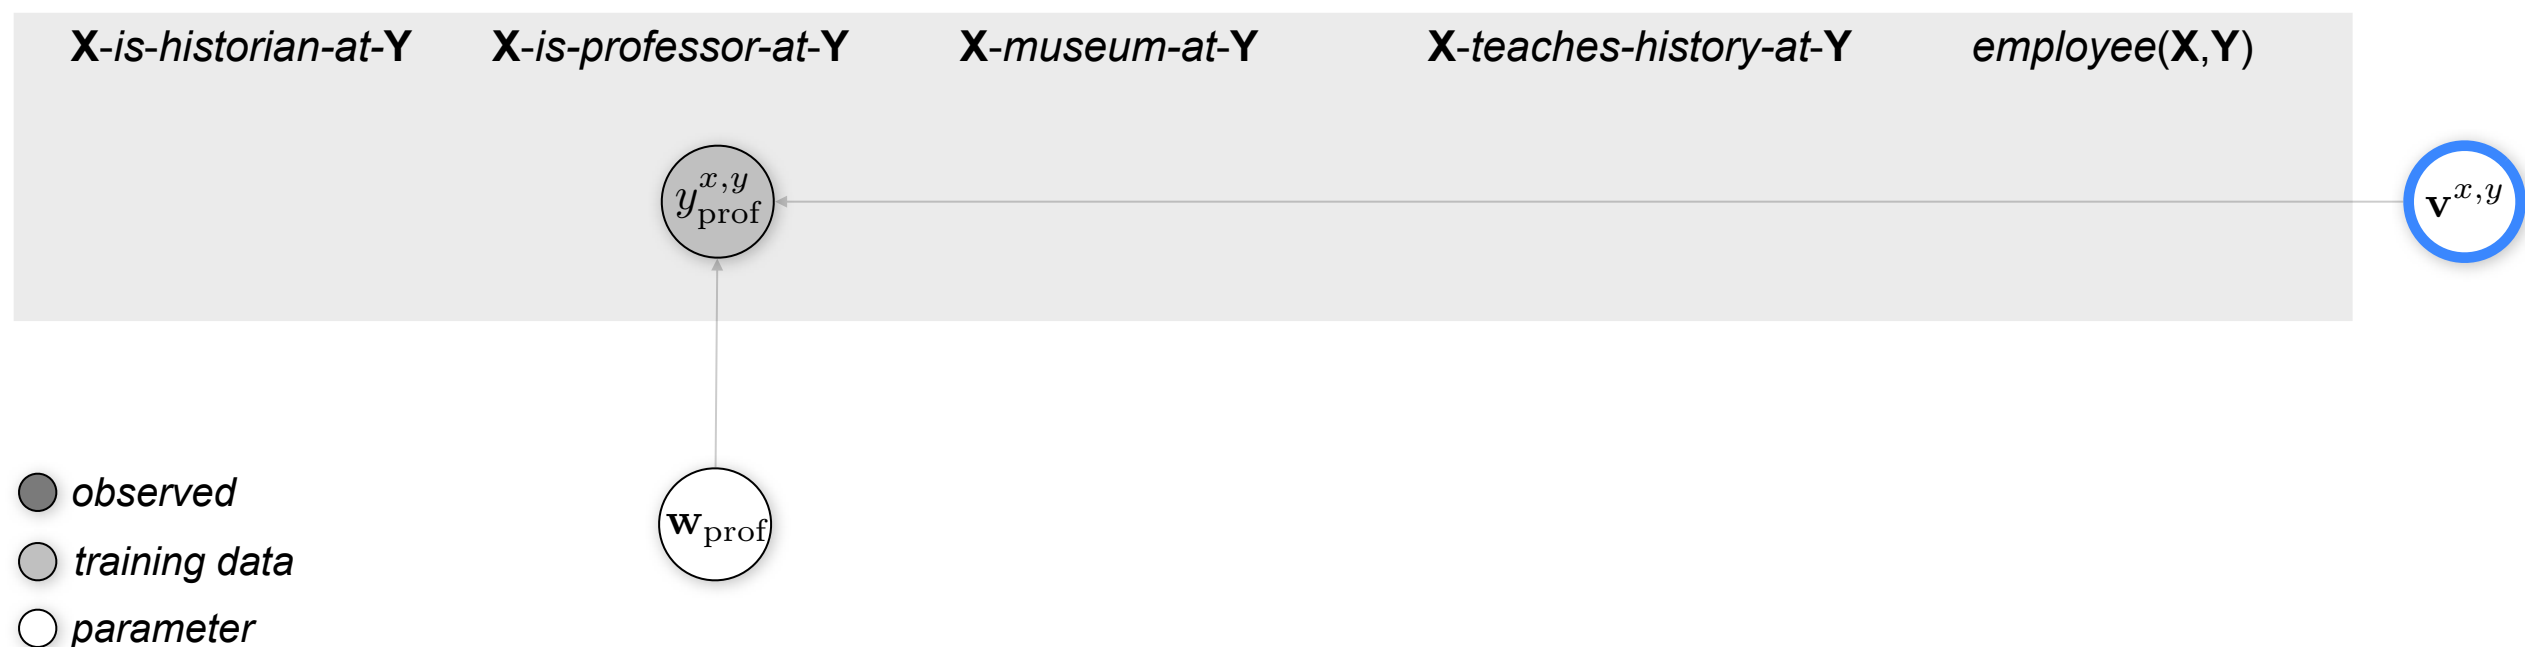 X-is-historian-at-Y X-is-professor-at-Y X-museum-at-Y X-teaches-history-at-Y employee(X,Y)
y_{prof}^{x,y} v^{x,y}
w_{prof}
observed
training data
parameter